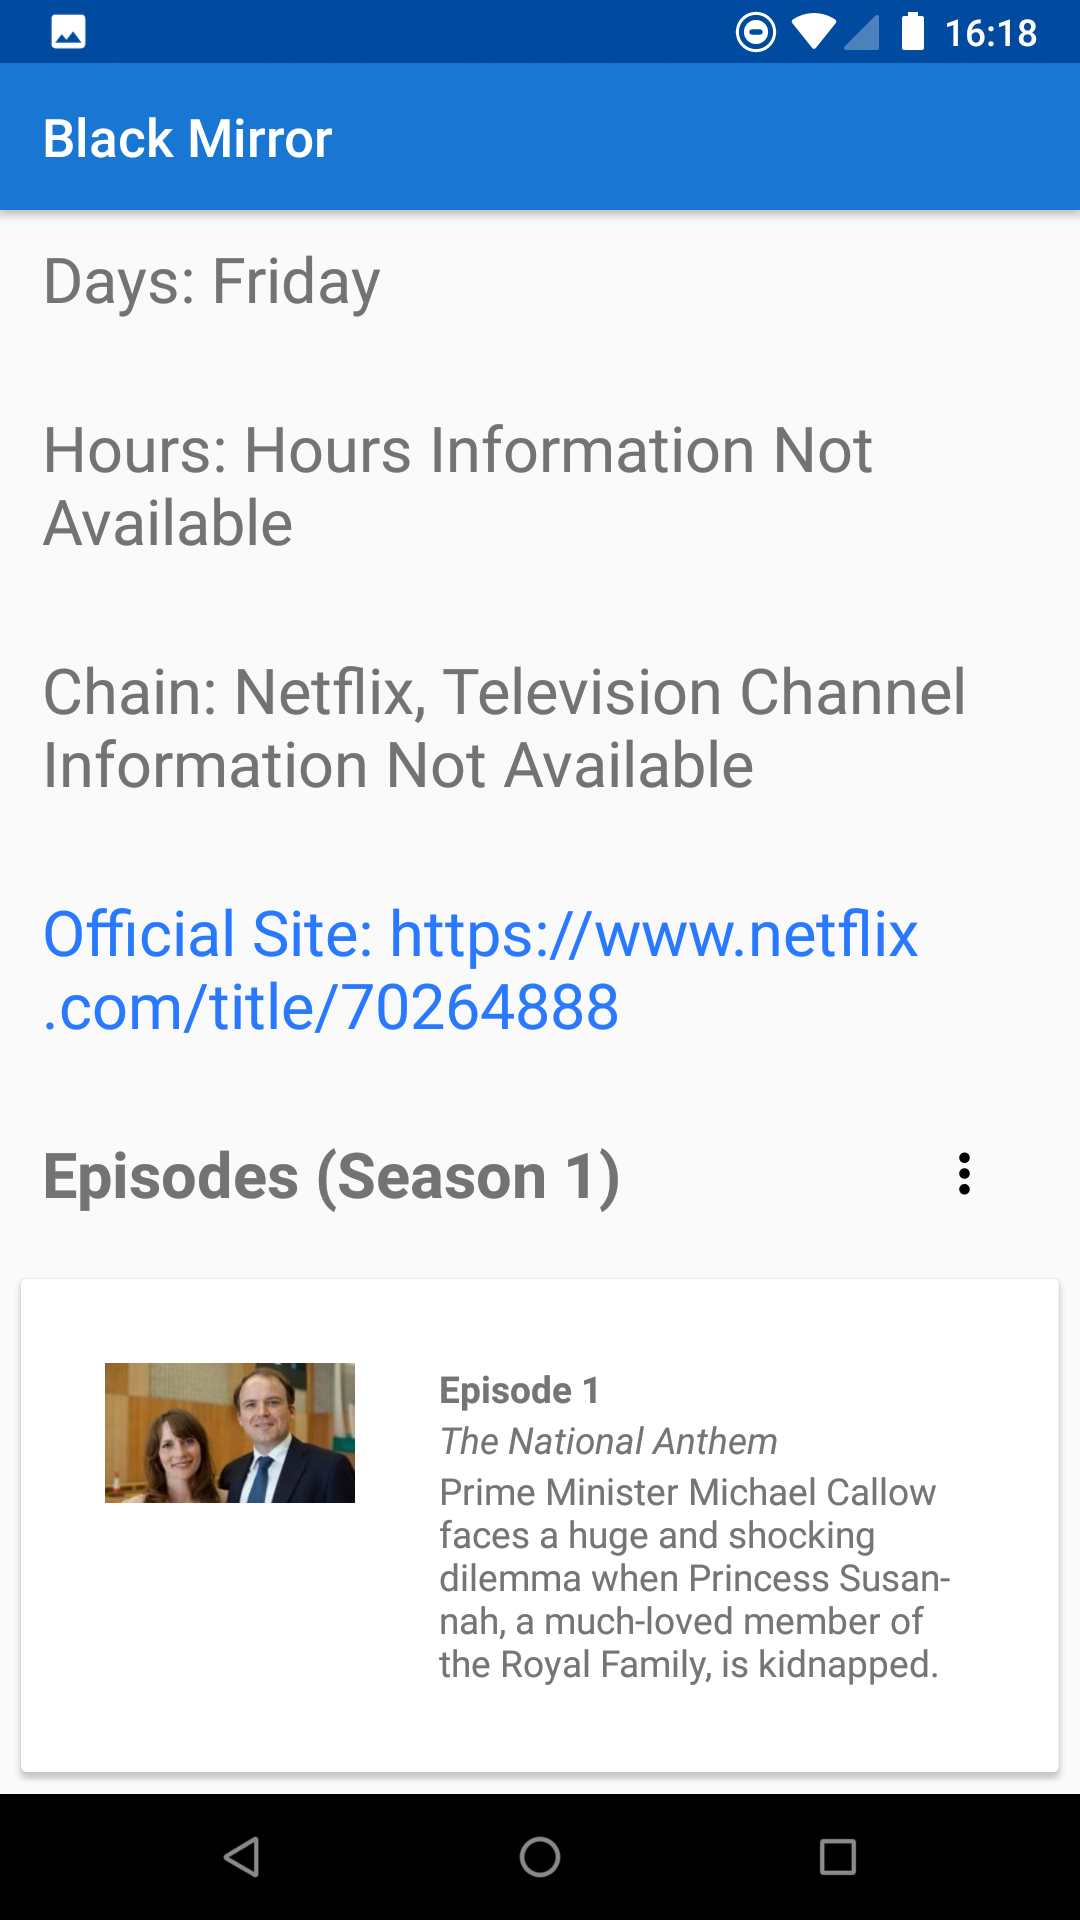 16:18
Black Mirror
Days: Friday
Hours: Hours Information Not
Available
Chain: Netflix, Television Channel
Information Not Available
Official Site: https://www.netflix
.com/title/70264888
Episodes (Season 1)
Episode 1
The National Anthem
Prime Minister Michael Callow
faces a huge and shocking
dilemma when Princess Susan-
nah, a much-loved member of
the Royal Family, is kidnapped.